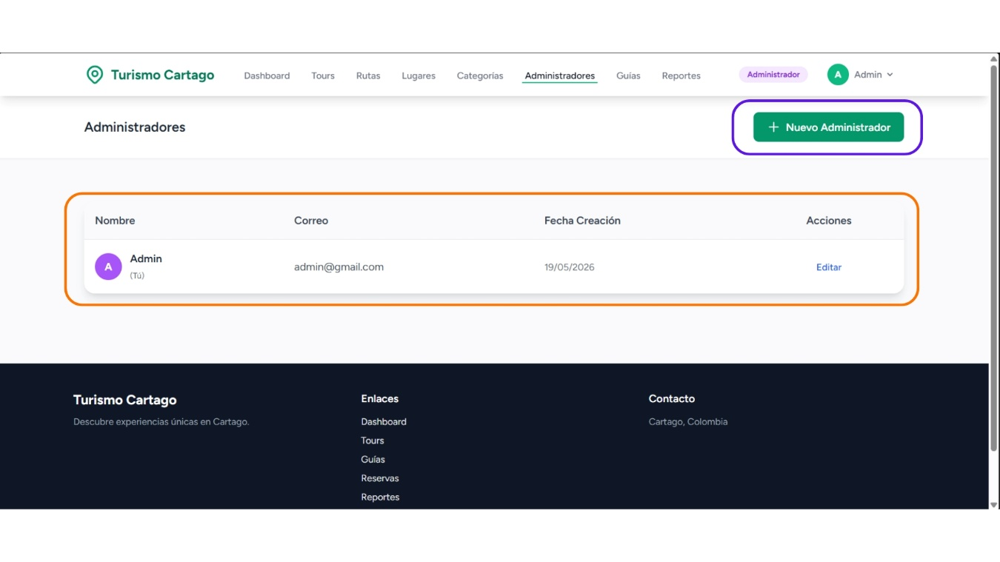 Turismo Cartago Dashboard Tours Rutas Lugares Categorías Administradores Guías Reportes Administrador A Admin
Administradores + Nuevo Administrador
Nombre Correo Fecha Creación Acciones
A Admin (Tú) admin@gmail.com 19/05/2026 Editar
Turismo Cartago
Descubre experiencias únicas en Cartago.
Enlaces
Dashboard
Tours
Guías
Reservas
Reportes
Contacto
Cartago, Colombia